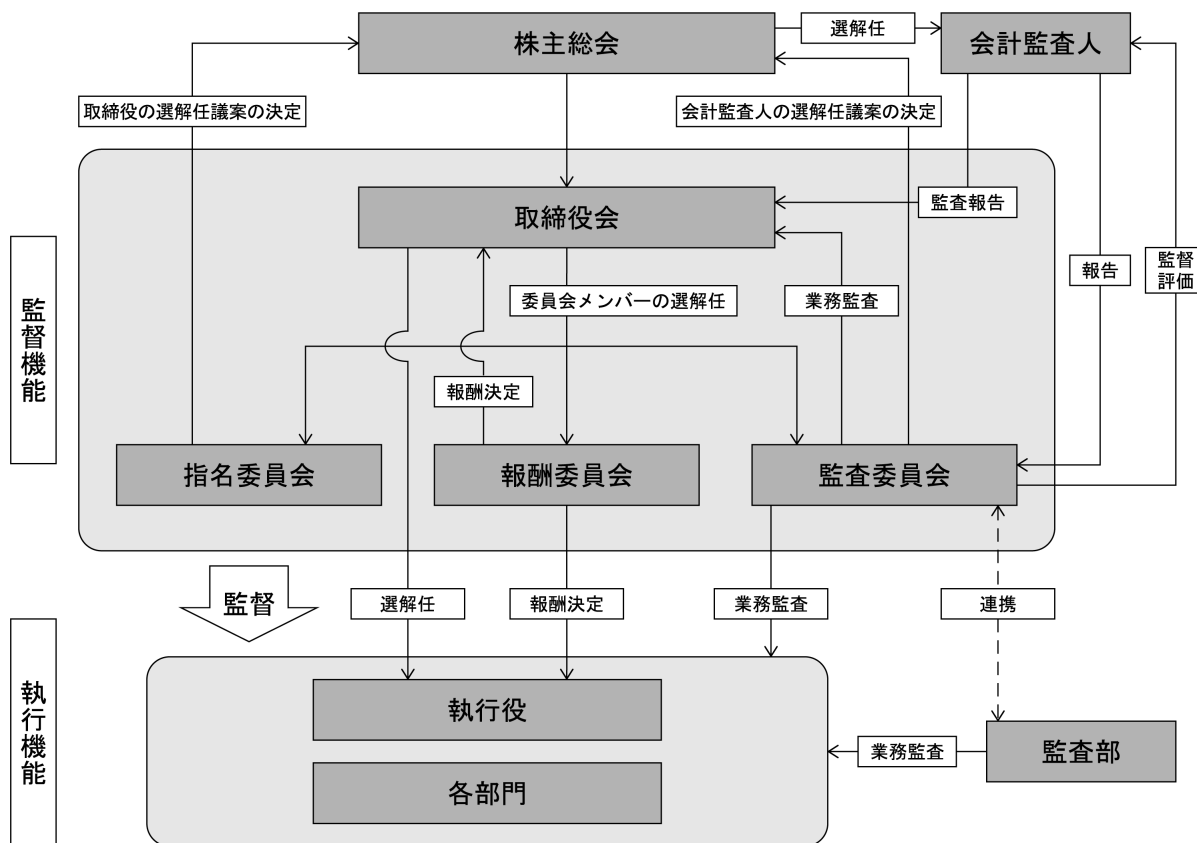 株主総会
選解任
会計監査人
取締役の選解任議案の決定
会計監査人の選解任議案の決定
取締役会
監査報告
監督機能
委員会メンバーの選解任
業務監査
報告
監督
評価
報酬決定
指名委員会
報酬委員会
監査委員会
監督
選解任
報酬決定
業務監査
連携
執行機能
執行役
業務監査
監査部
各部門